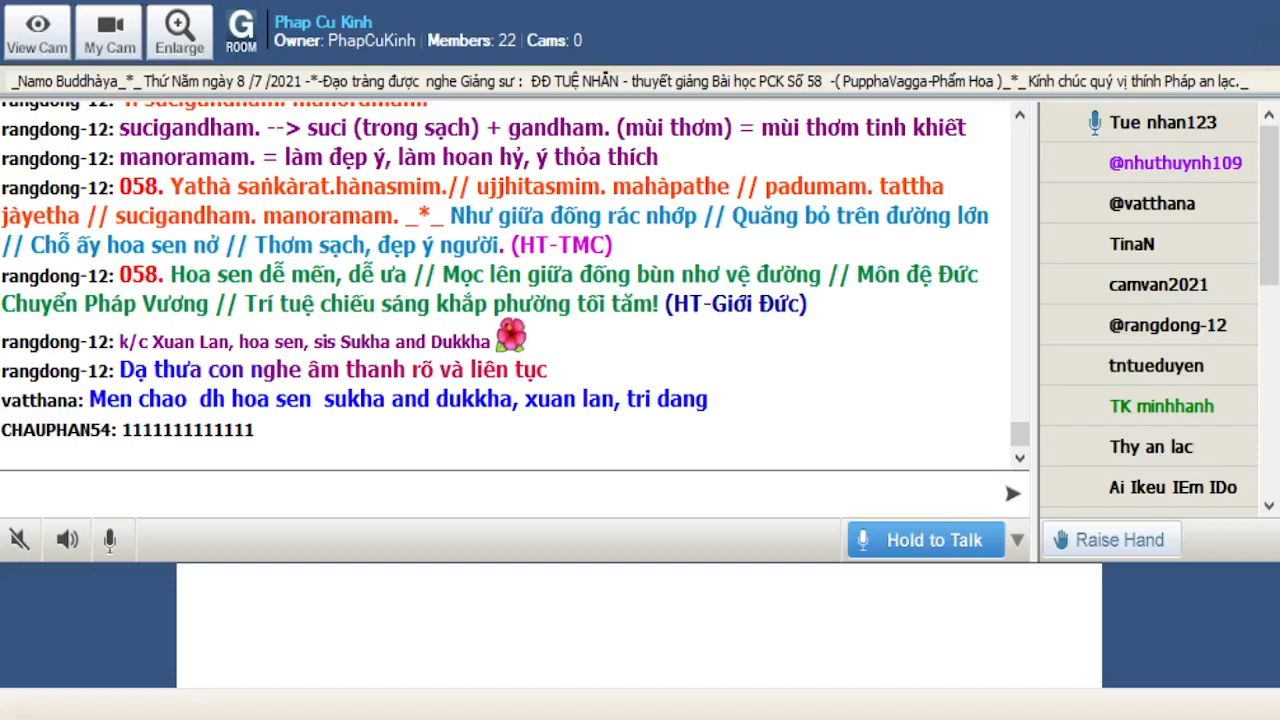 View Cam
My Cam
Enlarge
G
ROOM
Phap Cu Kinh
Owner: PhapCuKinh Members: 22 Cams: 0
_Namo Buddhàya_*_ Thứ Năm ngày 8 /7 /2021 -*-Đạo tràng được nghe Giảng sư : ĐĐ TUỆ NHẪN - thuyết giảng Bài học PCK Số 58 -( PupphaVagga-Phẩm Hoa )_*_Kính chúc quý vị thính Pháp an lạc._
rangdong-12: sucigandham. --> suci (trong sạch) + gandham. (mùi thơm) = mùi thơm tinh khiết
rangdong-12: manoramam. = làm đẹp ý, làm hoan hỷ, ý thỏa thích
rangdong-12: 058. Yathà saṅkàrat.hànasmim.// ujjhitasmim. mahàpathe // padumam. tattha
jàyetha // sucigandham. manoramam. _*_ Như giữa đống rác nhớp // Quăng bỏ trên đường lớn
// Chỗ ấy hoa sen nở // Thơm sạch, đẹp ý người. (HT-TMC)
rangdong-12: 058. Hoa sen dễ mến, dễ ưa // Mọc lên giữa đống bùn nhơ vệ đường // Môn đệ Đức
Chuyển Pháp Vương // Trí tuệ chiếu sáng khắp phường tối tăm! (HT-Giới Đức)
rangdong-12: k/c Xuan Lan, hoa sen, sis Sukha and Dukkha
rangdong-12: Dạ thưa con nghe âm thanh rõ và liên tục
vatthana: Men chao dh hoa sen sukha and dukkha, xuan lan, tri dang
CHAUPHAN54: 1111111111111
Tue nhan123
@nhuthuynh109
@vatthana
TinaN
camvan2021
@rangdong-12
tntueduyen
TK minhhanh
Thy an lac
Ai Ikeu IEm IDo
Hold to Talk
Raise Hand